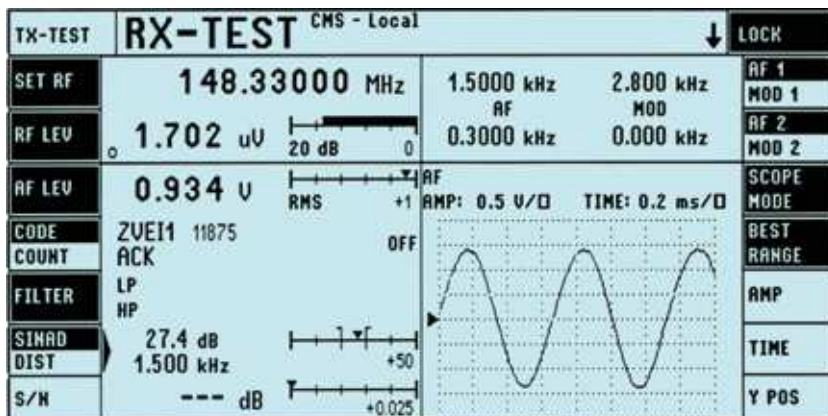 TX-TEST RX-TEST CMS - Local LOCK
SET RF 148.33000 MHz 1.5000 kHz 2.800 kHz AF 1
AF MOD MOD 1
RF LEV 1.702 uV 20 dB 0 0.3000 kHz 0.000 kHz AF 2
MOD 2
AF LEV 0.934 V RMS +1 AF SCOPE
AMP: 0.5 V/ TIME: 0.2 ms/ MODE
CODE ZVEI1 11875 OFF BEST
COUNT ACK RANGE
FILTER LP AMP
HP
SINAD 27.4 dB +50 TIME
DIST 1.500 kHz
S/N --- dB +0.025 Y POS